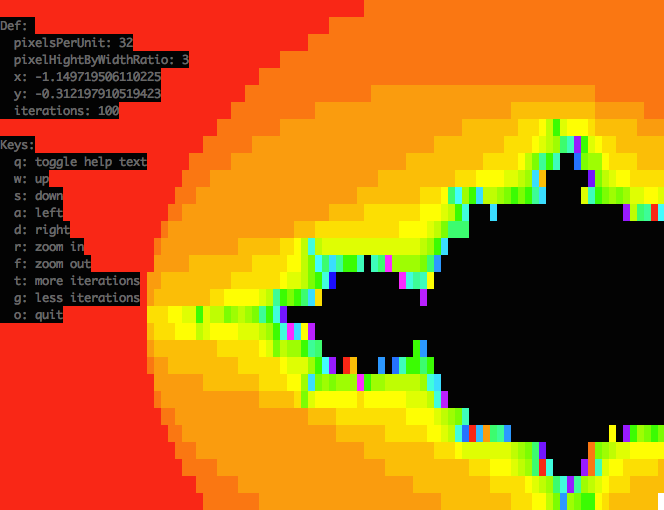 Def:
pixelsPerUnit: 32
pixelHightByWidthRatio: 3
x: -1.149719506110225
y: -0.312197910519423
iterations: 100
Keys:
q: toggle help text
w: up
s: down
a: left
d: right
r: zoom in
f: zoom out
t: more iterations
g: less iterations
o: quit